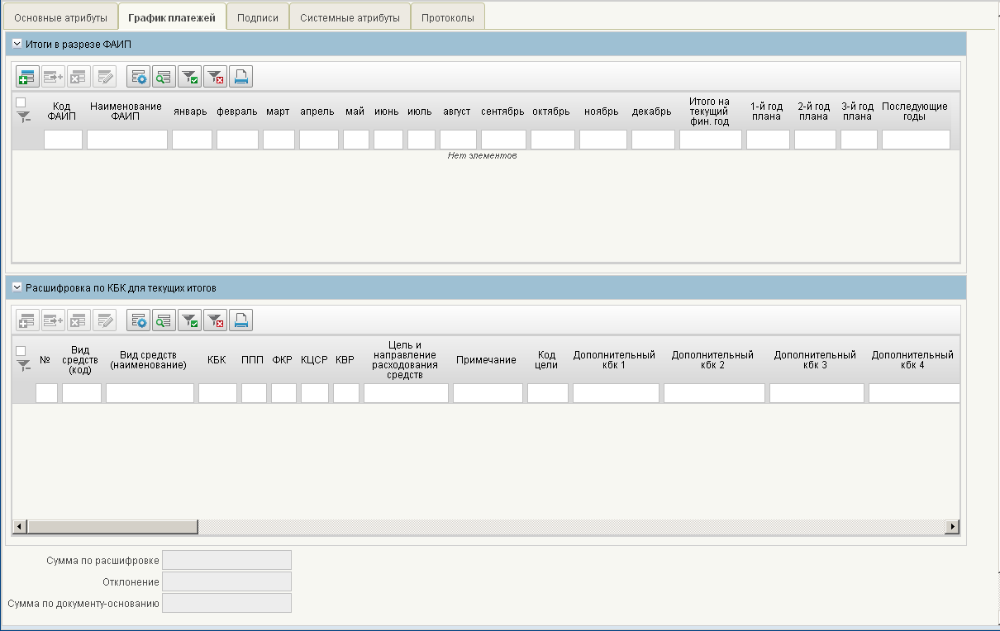 Основные атрибуты График платежей Подписи Системные атрибуты Протоколы
Итоги в разрезе ФАИП
Код ФАИП
Наименование ФАИП
январь
февраль
март
апрель
май
июнь
июль
август
сентябрь
октябрь
ноябрь
декабрь
Итого на текущий фин. год
1-й год плана
2-й год плана
3-й год плана
Последующие годы
Нет элементов
Расшифровка по КБК для текущих итогов
№
Вид средств (код)
Вид средств (наименование)
КБК
ППП
ФКР
КЦСР
КВР
Цель и направление расходования средств
Примечание
Код цели
Дополнительный кбк 1
Дополнительный кбк 2
Дополнительный кбк 3
Дополнительный кбк 4
Сумма по расшифровке
Отклонение
Сумма по документу-основанию